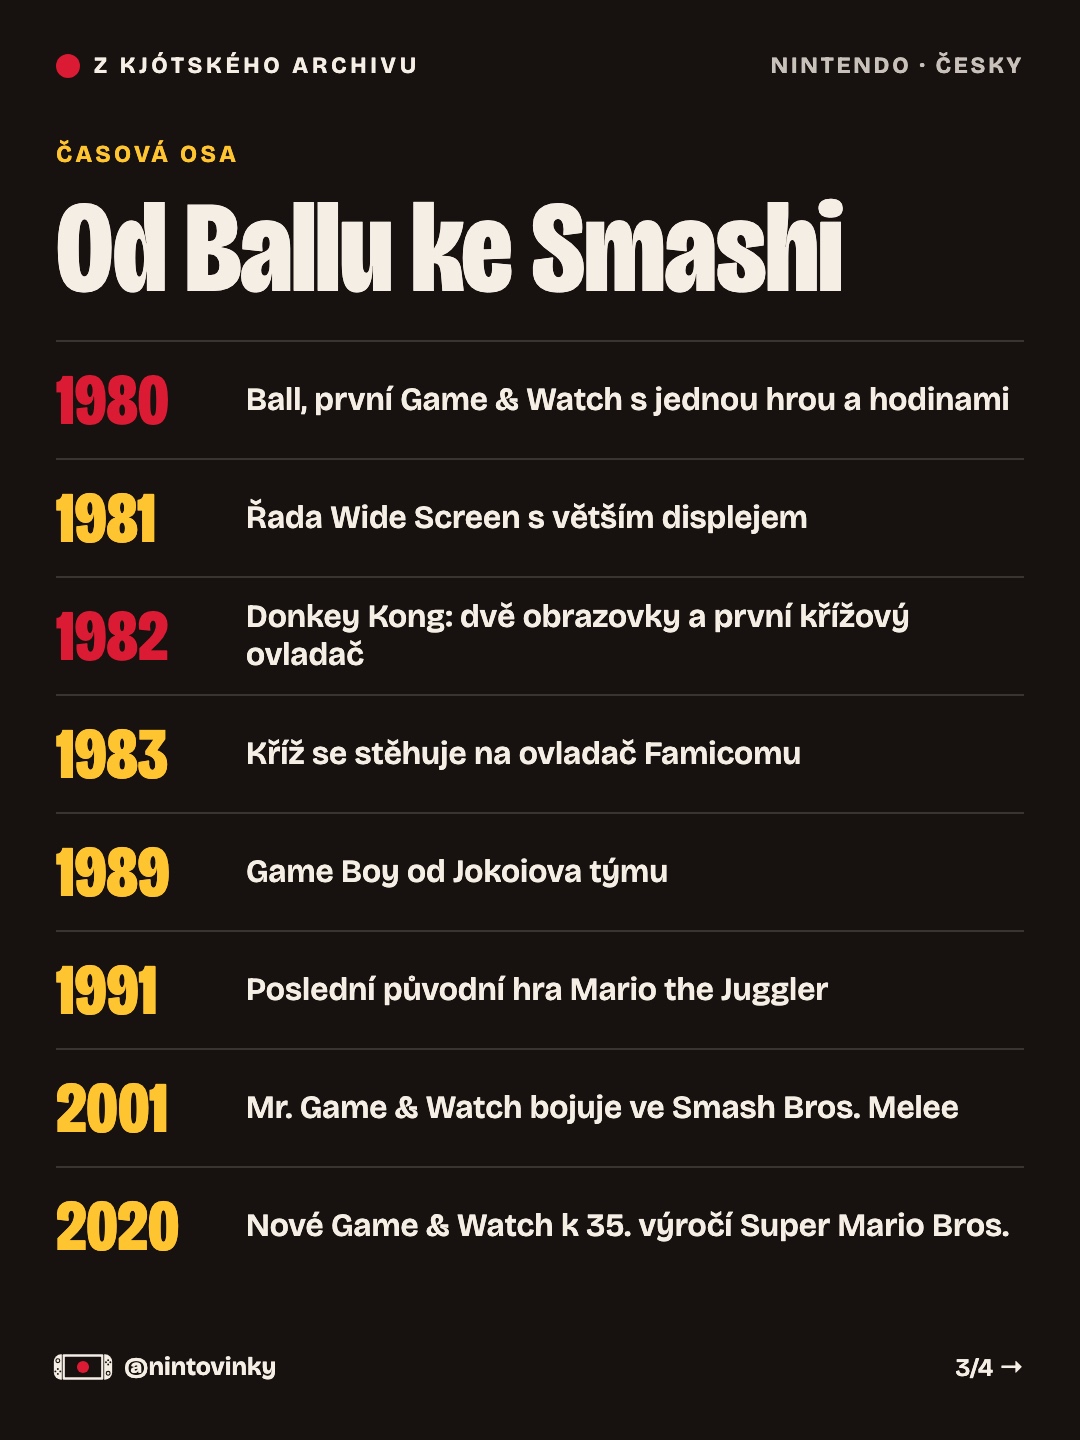 Z KJÓTSKÉHO ARCHIVU
NINTENDO · ČESKY
ČASOVÁ OSA
Od Ballu ke Smashi
1980
Ball, první Game & Watch s jednou hrou a hodinami
1981
Řada Wide Screen s větším displejem
1982
Donkey Kong: dvě obrazovky a první křížový
ovladač
1983
Kříž se stěhuje na ovladač Famicomu
1989
Game Boy od Jokoiova týmu
1991
Poslední původní hra Mario the Juggler
2001
Mr. Game & Watch bojuje ve Smash Bros. Melee
2020
Nové Game & Watch k 35. výročí Super Mario Bros.
@nintovinky
3/4 →